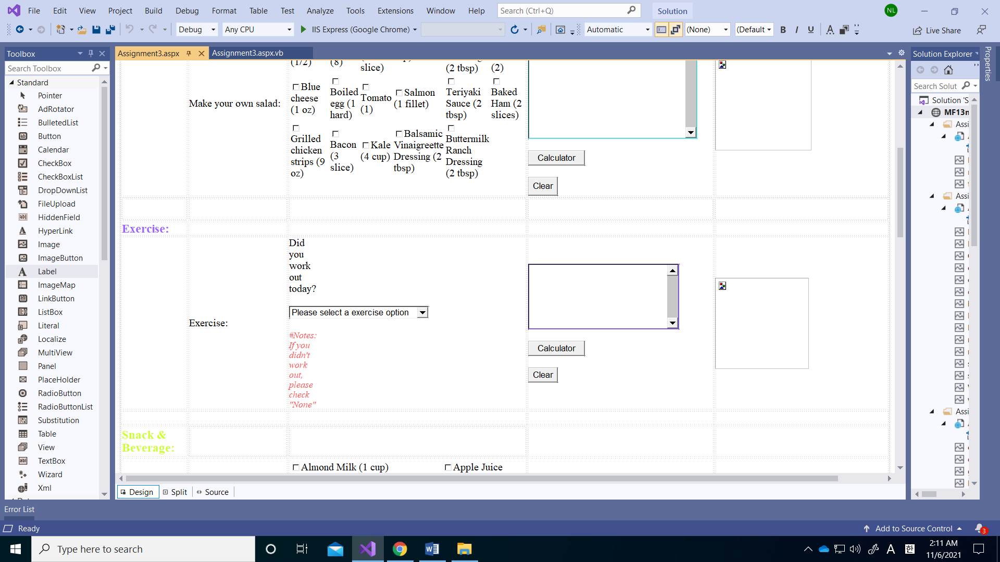 File Edit View Project Build Debug Format Table Test Analyze Tools Extensions Window Help Search (Ctrl+Q) Solution NL
Debug Any CPU IIS Express (Google Chrome) Automatic (None) (Default B I U A Live Share
Toolbox
Search Toolbox
Standard
Pointer
AdRotator
BulletedList
Button
Calendar
CheckBox
CheckBoxList
DropDownList
FileUpload
HiddenField
HyperLink
Image
ImageButton
Label
ImageMap
LinkButton
ListBox
Literal
Localize
MultiView
Panel
PlaceHolder
RadioButton
RadioButtonList
Substitution
Table
View
TextBox
Wizard
Xml
Assignment3.aspx Assignment3.aspx.vb
(1/2)
(8)
slice)
(2 tbsp)
(2)
Make your own salad:
Blue
cheese
(1 oz)
Boiled
egg (1
hard)
Tomato
(1)
Salmon
(1 fillet)
Teriyaki
Sauce (2
tbsp)
Baked
Ham (2
slices)
Grilled
chicken
strips (9
oz)
Bacon
(3
slice)
Kale
(4 cup)
Balsamic
Vinaigreette
Dressing (2
tbsp)
Buttermilk
Ranch
Dressing
(2 tbsp)
Calculator
Clear
Exercise:
Exercise:
Did
you
work
out
today?
Please select a exercise option
#Notes:
If you
didn't
work
out,
please
check
"None"
Calculator
Clear
Snack &
Beverage:
Almond Milk (1 cup) Apple Juice
Design Split Source
Solution Explorer
Search Solut
Solution 'S
MF13n
Assi
Assi
Assi
Properties
Error List
Ready
Add to Source Control 3
Type here to search
A 한 2:11 AM
11/6/2021